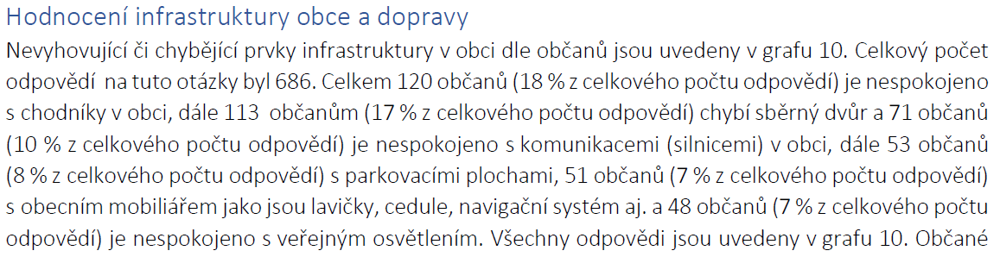 Hodnocení infrastruktury obce a dopravy
Nevyhovující či chybějící prvky infrastruktury v obci dle občanů jsou uvedeny v grafu 10. Celkový počet
odpovědí  na tuto otázky byl 686. Celkem 120 občanů (18 % z celkového počtu odpovědí) je nespokojeno
s chodníky v obci, dále 113  občanům (17 % z celkového počtu odpovědí) chybí sběrný dvůr a 71 občanů
(10 % z celkového počtu odpovědí) je nespokojeno s komunikacemi (silnicemi) v obci, dále 53 občanů
(8 % z celkového počtu odpovědí) s parkovacími plochami, 51 občanů (7 % z celkového počtu odpovědí)
s obecním mobiliářem jako jsou lavičky, cedule, navigační systém aj. a 48 občanů (7 % z celkového počtu
odpovědí) je nespokojeno s veřejným osvětlením. Všechny odpovědi jsou uvedeny v grafu 10. Občané